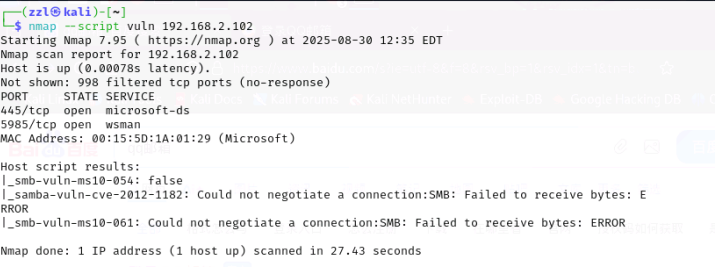 ┌──(zzl㉿kali)-[~]
└─$ nmap --script vuln 192.168.2.102
Starting Nmap 7.95 ( https://nmap.org ) at 2025-08-30 12:35 EDT
Nmap scan report for 192.168.2.102
Host is up (0.00078s latency).
Not shown: 998 filtered tcp ports (no-response)
PORT     STATE SERVICE
445/tcp  open  microsoft-ds
5985/tcp open  wsman
MAC Address: 00:15:5D:1A:01:29 (Microsoft)

Host script results:
|_smb-vuln-ms10-054: false
|_samba-vuln-cve-2012-1182: Could not negotiate a connection:SMB: Failed to receive bytes: E
RROR
|_smb-vuln-ms10-061: Could not negotiate a connection:SMB: Failed to receive bytes: ERROR

Nmap done: 1 IP address (1 host up) scanned in 27.43 seconds